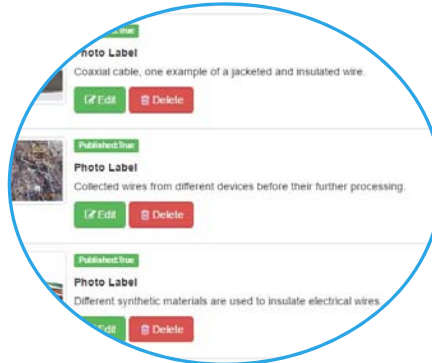 Published:True
Photo Label
Coaxial cable, one example of a jacketed and insulated wire.
Edit Delete
Published:True
Photo Label
Collected wires from different devices before their further processing.
Edit Delete
Published:True
Photo Label
Different synthetic materials are used to insulate electrical wires
Edit Delete